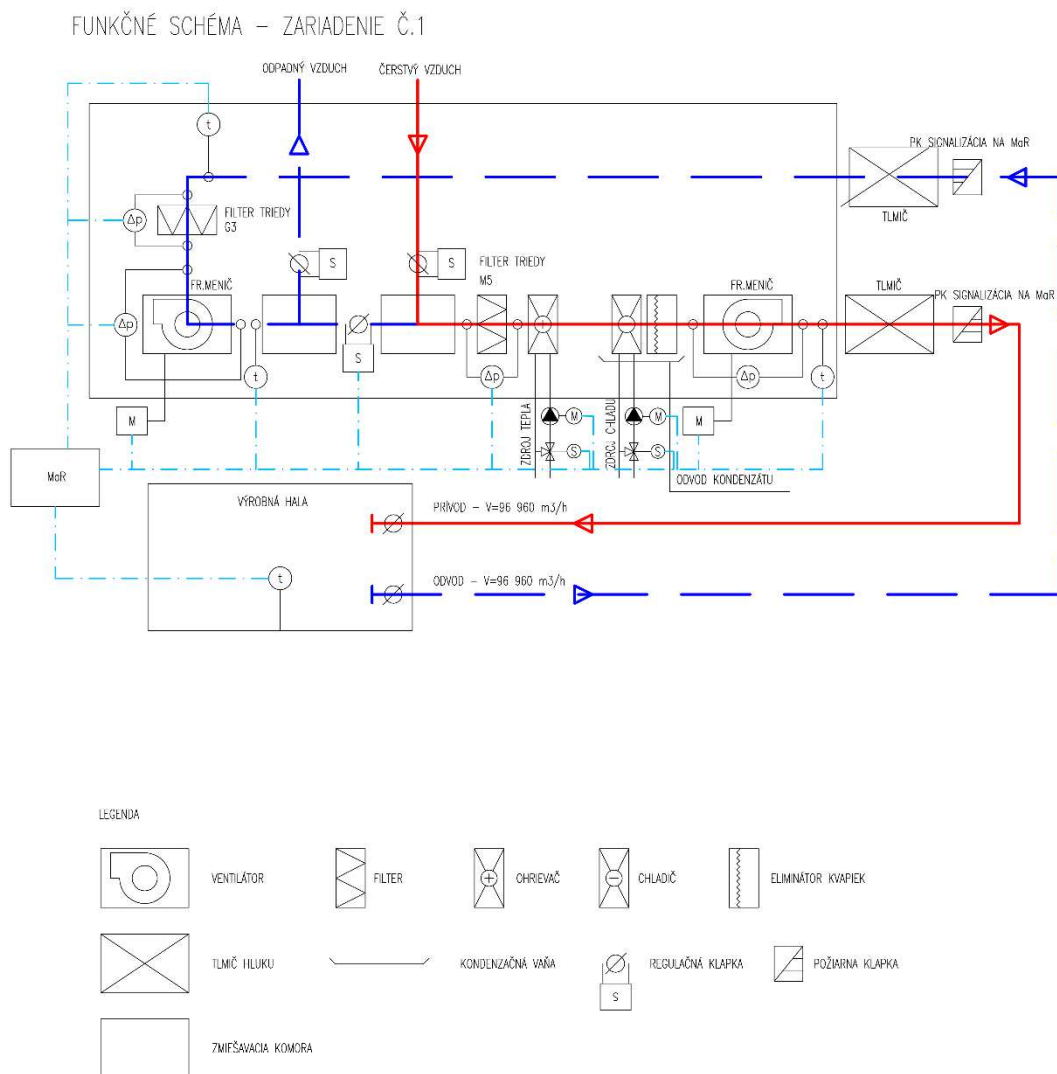 FUNKČNÉ SCHÉMA – ZARIADENIE Č.1
ODPADNÝ VZDUCH
ČERSTVÝ VZDUCH
t
PK SIGNALIZÁCIA NA MaR
Δp
FILTER TRIEDY
G3
TLMIČ
S
S
FILTER TRIEDY
M5
FR.MENIČ
FR.MENIČ
TLMIČ
PK SIGNALIZÁCIA NA MaR
Δp
S
t
Δp
Δp
t
M
ZDROJ TEPLA
M
S
ZDROJ CHLADU
M
S
M
ODVOD KONDENZÁTU
MaR
VÝROBNÁ HALA
PRÍVOD – V=96 960 m3/h
t
ODVOD – V=96 960 m3/h
LEGENDA
VENTILÁTOR
FILTER
OHRIEVAČ
CHLADIČ
ELIMINÁTOR KVAPIEK
TLMIČ HLUKU
KONDENZAČNÁ VAŇA
S
REGULAČNÁ KLAPKA
POŽIARNA KLAPKA
ZMIEŠAVACIA KOMORA